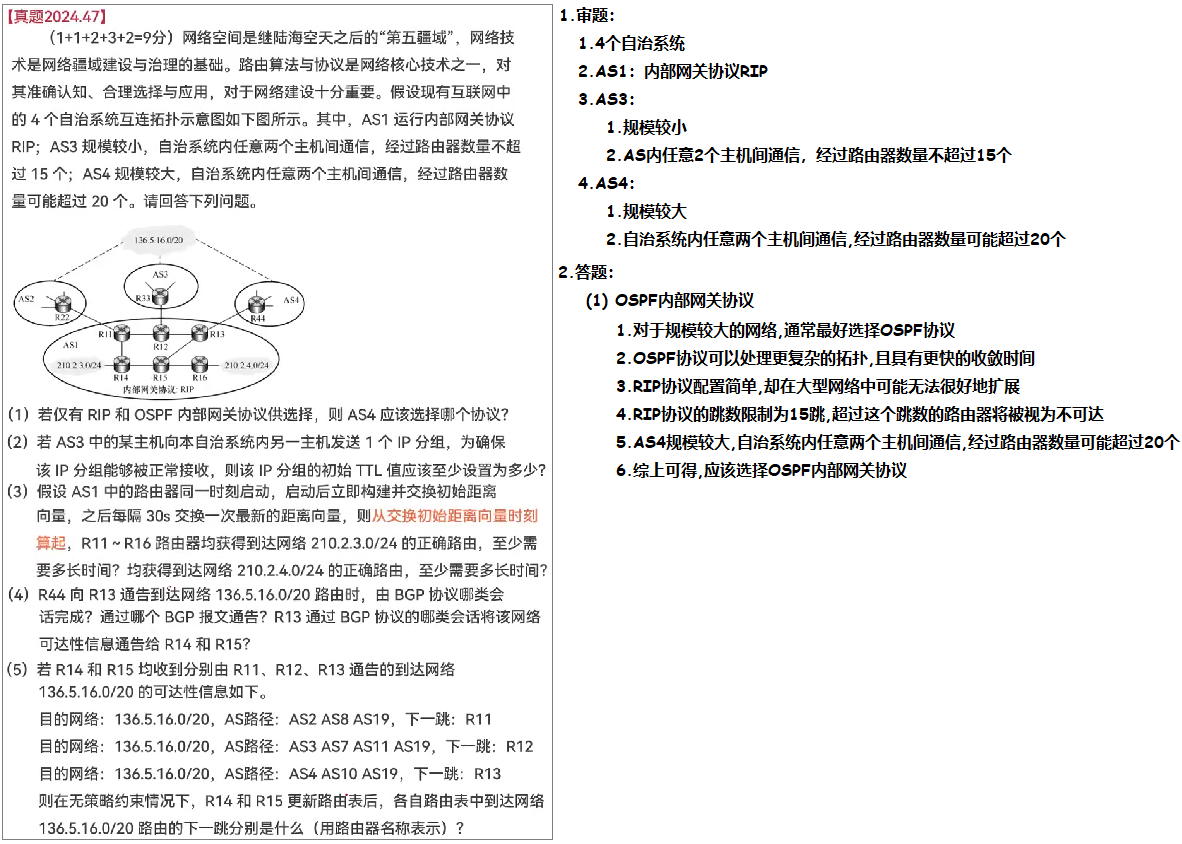 【真题2024.47】
（1+1+2+3+2=9分）网络空间是继陆海空天之后的“第五疆域”，网络技
术是网络疆域建设与治理的基础。路由算法与协议是网络核心技术之一，对
其准确认知、合理选择与应用，对于网络建设十分重要。假设现有互联网中
的 4 个自治系统互连拓扑示意图如下图所示。其中，AS1 运行内部网关协议
RIP；AS3 规模较小，自治系统内任意两个主机间通信，经过路由器数量不超
过 15 个；AS4 规模较大，自治系统内任意两个主机间通信，经过路由器数
量可能超过 20 个。请回答下列问题。
136.5.16.0/20
AS3
AS2
R33
AS4
R22
R44
R11
R12
R13
AS1
210.2.3.0/24
210.2.4.0/24
R14
R15
R16
内部网关协议: RIP
（1）若仅有 RIP 和 OSPF 内部网关协议供选择，则 AS4 应该选择哪个协议？
（2）若 AS3 中的某主机向本自治系统内另一主机发送 1 个 IP 分组，为确保
该 IP 分组能够被正常接收，则该 IP 分组的初始 TTL 值应该至少设置为多少？
（3）假设 AS1 中的路由器同一时刻启动，启动后立即构建并交换初始距离
向量，之后每隔 30s 交换一次最新的距离向量，则从交换初始距离向量时刻
算起，R11 ~ R16 路由器均获得到达网络 210.2.3.0/24 的正确路由，至少需
要多长时间？均获得到达网络 210.2.4.0/24 的正确路由，至少需要多长时间？
（4）R44 向 R13 通告到达网络 136.5.16.0/20 路由时，由 BGP 协议哪类会
话完成？通过哪个 BGP 报文通告？R13 通过 BGP 协议的哪类会话将该网络
可达性信息通告给 R14 和 R15？
（5）若 R14 和 R15 均收到分别由 R11、R12、R13 通告的到达网络
136.5.16.0/20 的可达性信息如下。
目的网络：136.5.16.0/20，AS路径：AS2 AS8 AS19，下一跳：R11
目的网络：136.5.16.0/20，AS路径：AS3 AS7 AS11 AS19，下一跳：R12
目的网络：136.5.16.0/20，AS路径：AS4 AS10 AS19，下一跳：R13
则在无策略约束情况下，R14 和 R15 更新路由表后，各自路由表中到达网络
136.5.16.0/20 路由的下一跳分别是什么（用路由器名称表示）？
1.审题：
1.4个自治系统
2.AS1：内部网关协议RIP
3.AS3：
1.规模较小
2.AS内任意2个主机间通信，经过路由器数量不超过15个
4.AS4：
1.规模较大
2.自治系统内任意两个主机间通信,经过路由器数量可能超过20个
2.答题：
(1) OSPF内部网关协议
1.对于规模较大的网络,通常最好选择OSPF协议
2.OSPF协议可以处理更复杂的拓扑,且具有更快的收敛时间
3.RIP协议配置简单,却在大型网络中可能无法很好地扩展
4.RIP协议的跳数限制为15跳,超过这个跳数的路由器将被视为不可达
5.AS4规模较大,自治系统内任意两个主机间通信,经过路由器数量可能超过20个
6.综上可得,应该选择OSPF内部网关协议